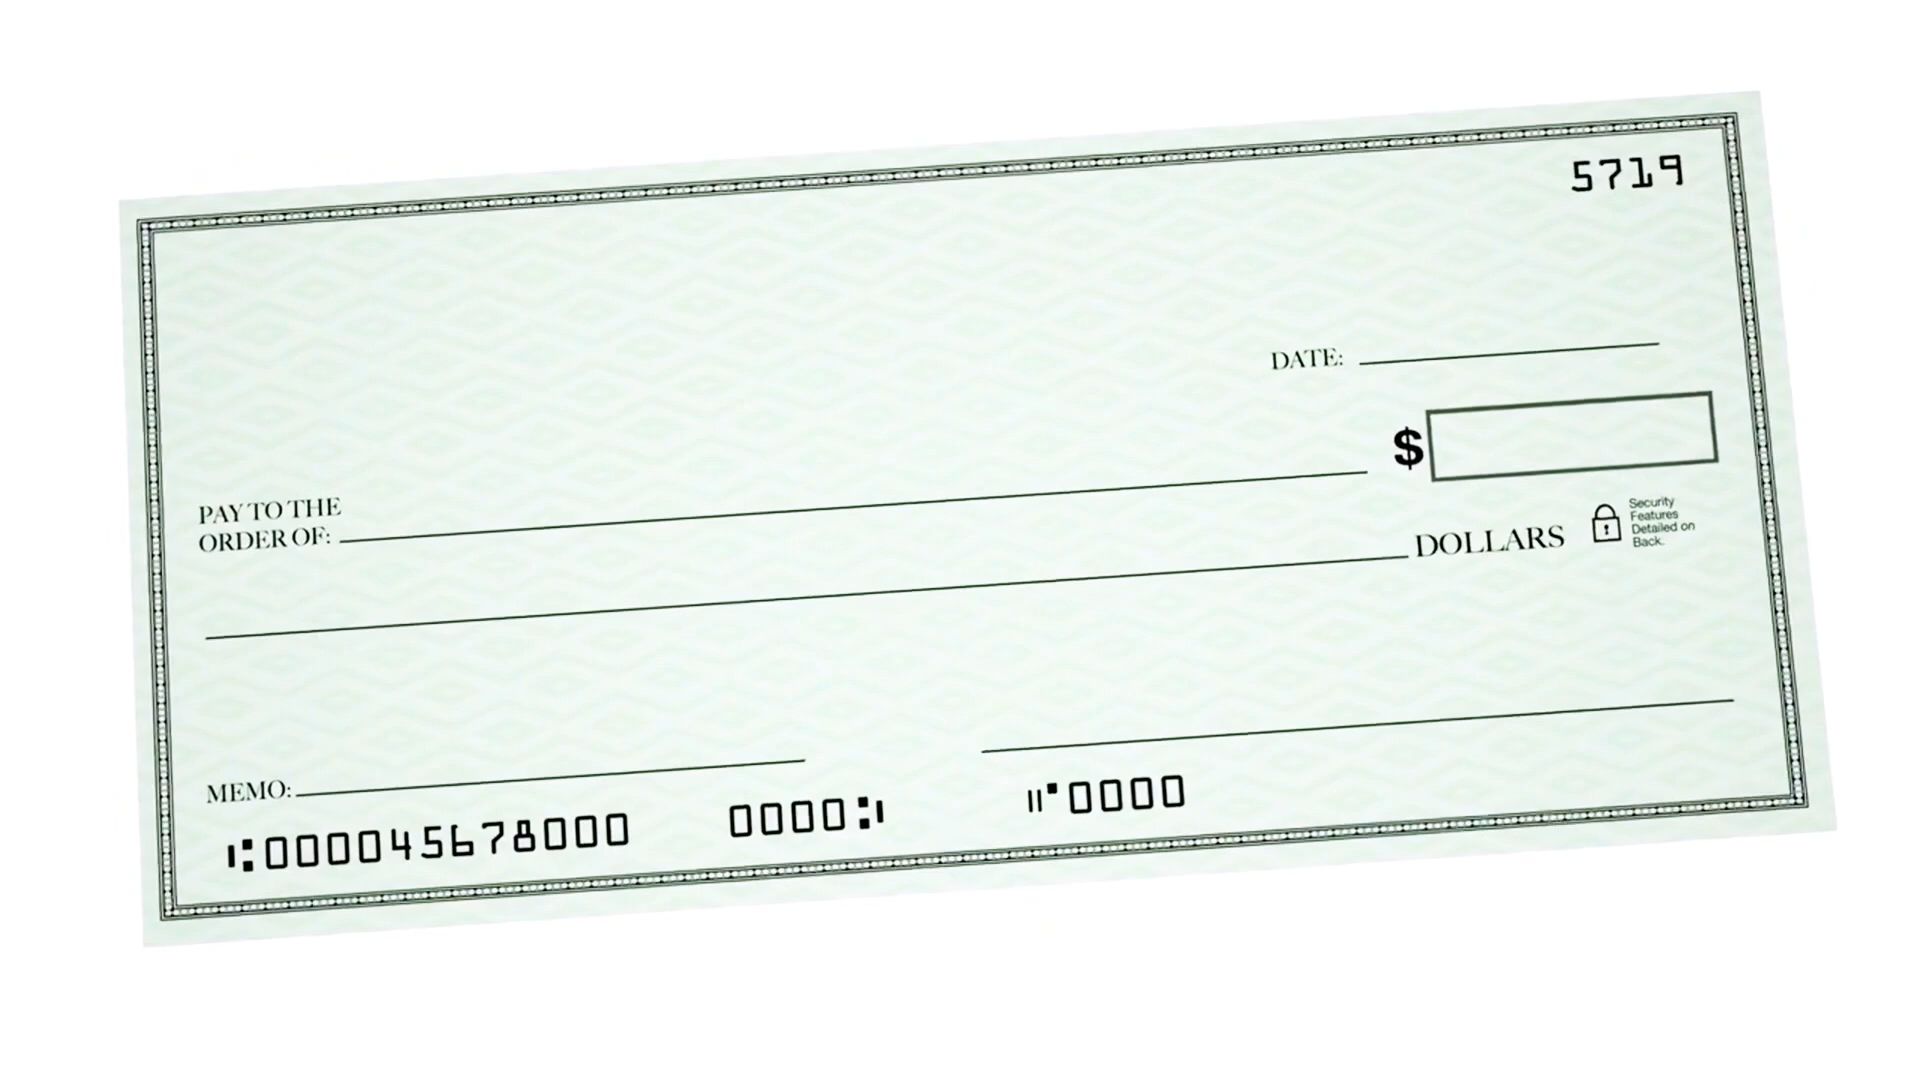 5719
DATE:
$
PAY TO THE
ORDER OF:
DOLLARS
Security
Features
Detailed on
Back.
MEMO:
⑆000045678000 0000⑆ ⑈0000